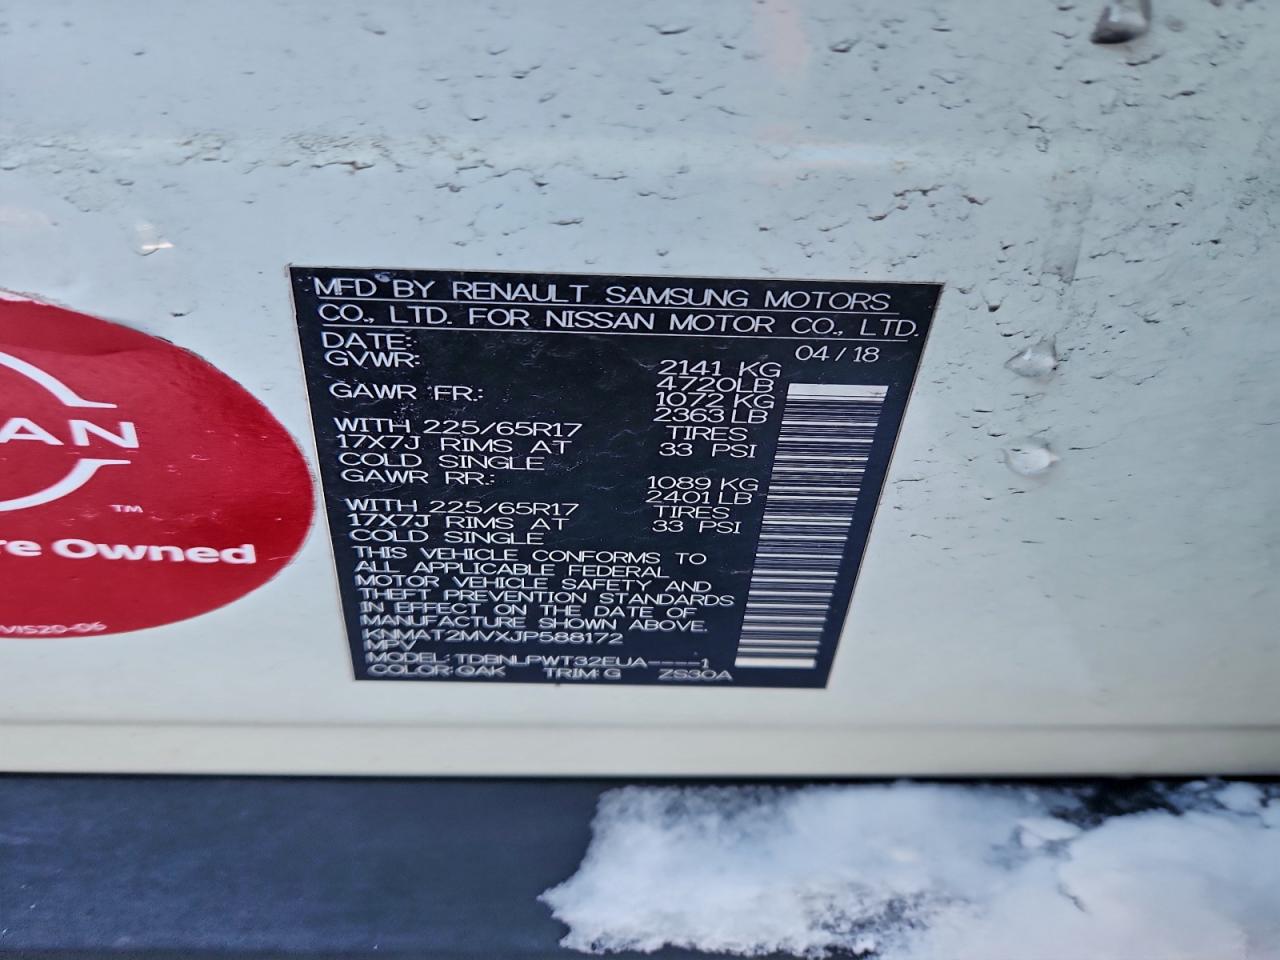 MFD BY RENAULT SAMSUNG MOTORS
CO., LTD. FOR NISSAN MOTOR CO., LTD.
DATE: 04/18
GVWR: 2141 KG
4720LB
GAWR FR: 1072 KG
2363 LB
WITH 225/65R17 TIRES
17X7J RIMS AT 33 PSI
COLD SINGLE
GAWR RR: 1089 KG
2401 LB
WITH 225/65R17 TIRES
17X7J RIMS AT 33 PSI
COLD SINGLE
THIS VEHICLE CONFORMS TO
ALL APPLICABLE FEDERAL
MOTOR VEHICLE SAFETY AND
THEFT PREVENTION STANDARDS
IN EFFECT ON THE DATE OF
MANUFACTURE SHOWN ABOVE.
KNMAT2MVXJP588172
MPV
MODEL: TDBNLPWT32EUA----1
COLOR: QAK TRIM: G ZS30A
AN
TM
re Owned
VIS20-06